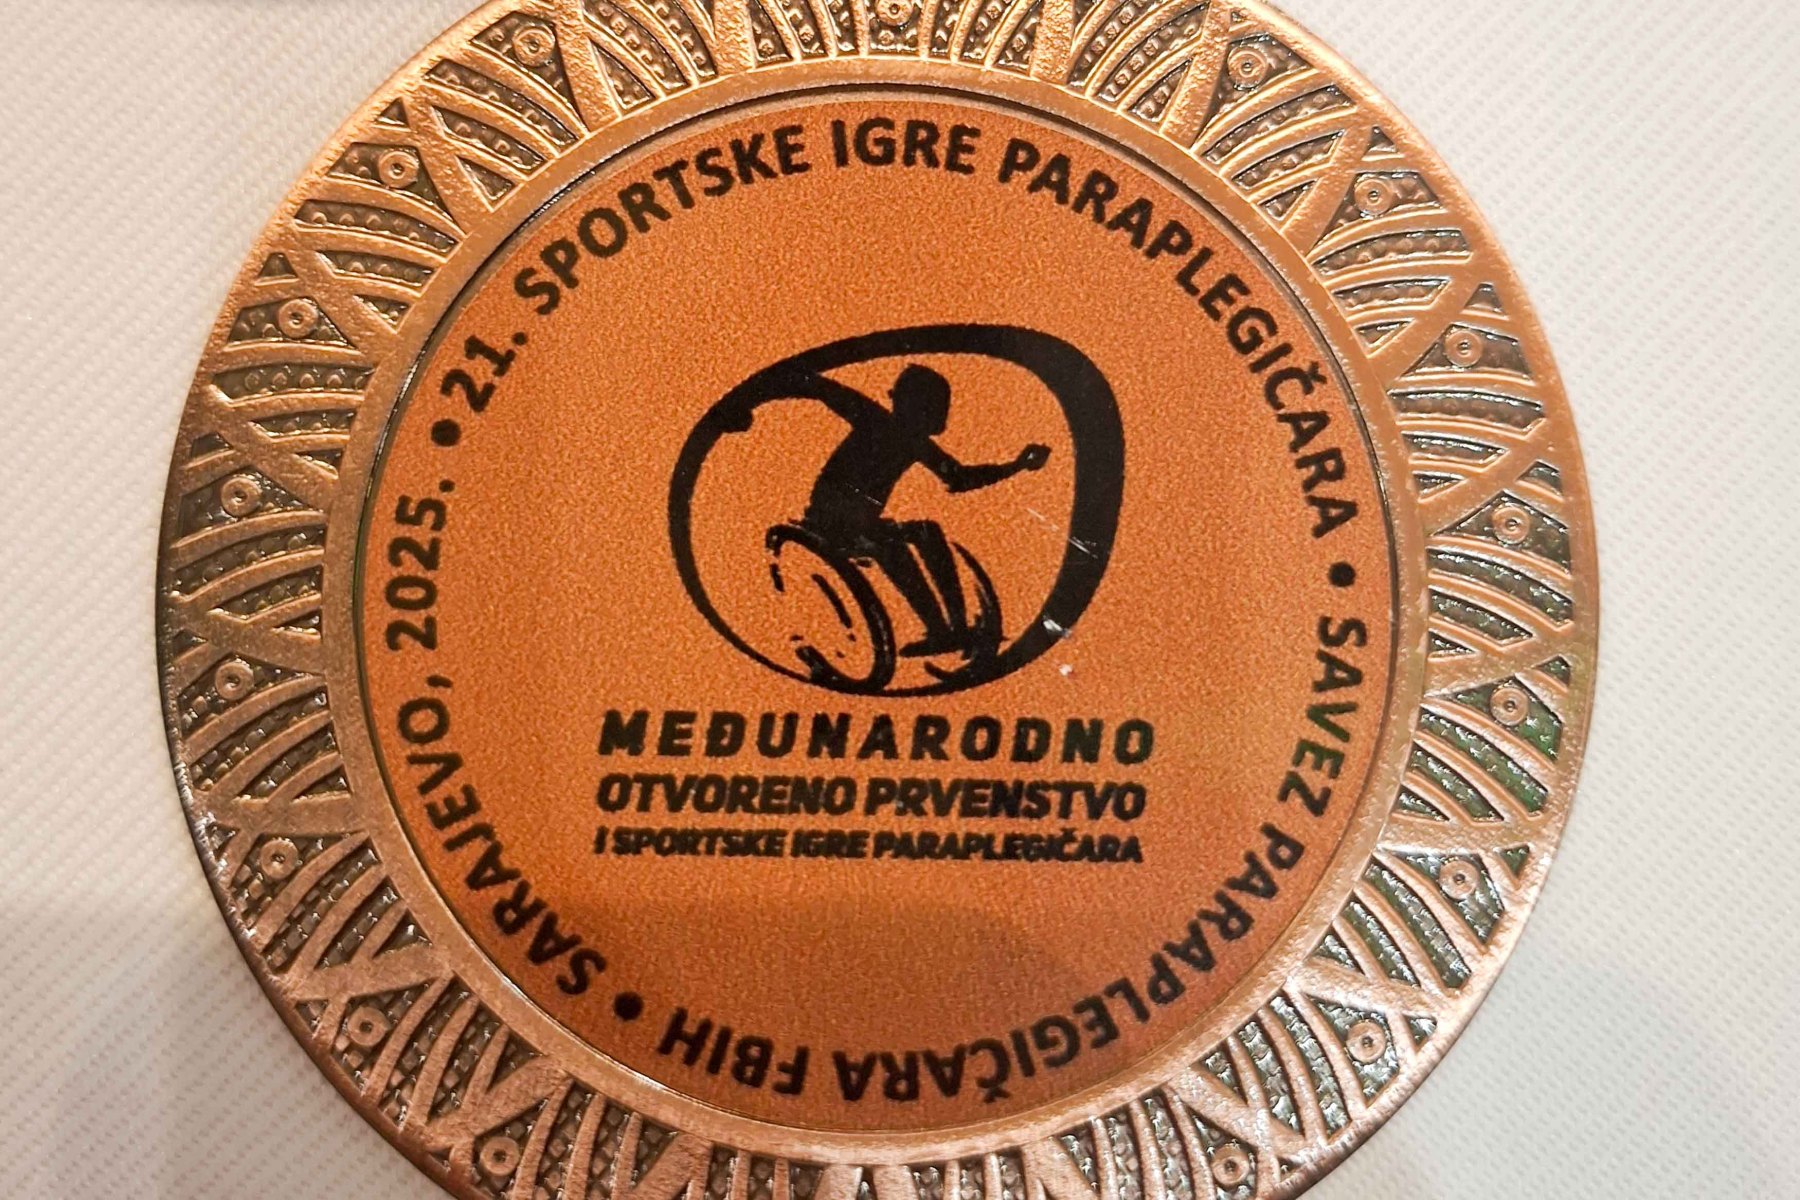 • 21. SPORTSKE IGRE PARAPLEGIČARA • SAVEZ PARAPLEGIČARA FBIH • SARAJEVO, 2025.
MEĐUNARODNO
OTVORENO PRVENSTVO
I SPORTSKE IGRE PARAPLEGIČARA